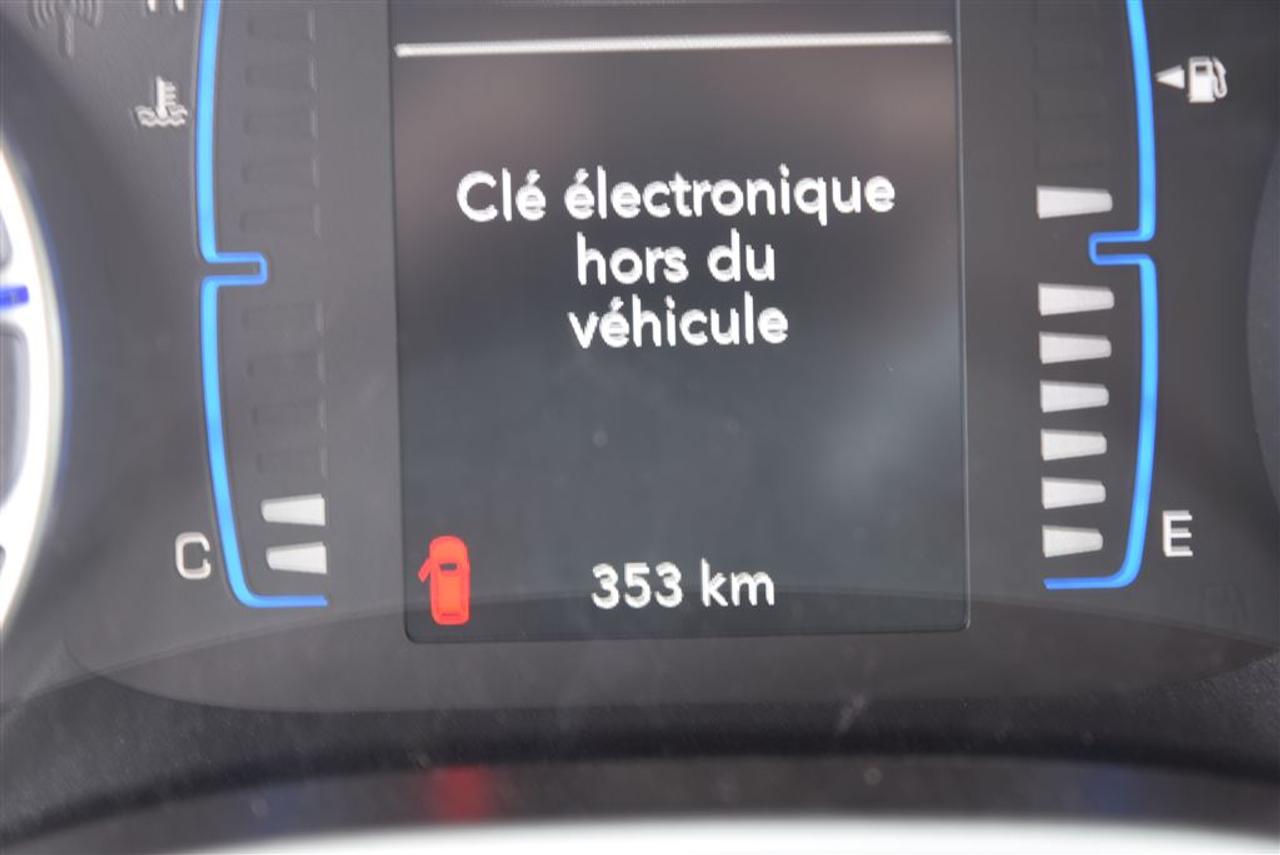 Clé électronique
hors du
véhicule
C
E
353 km